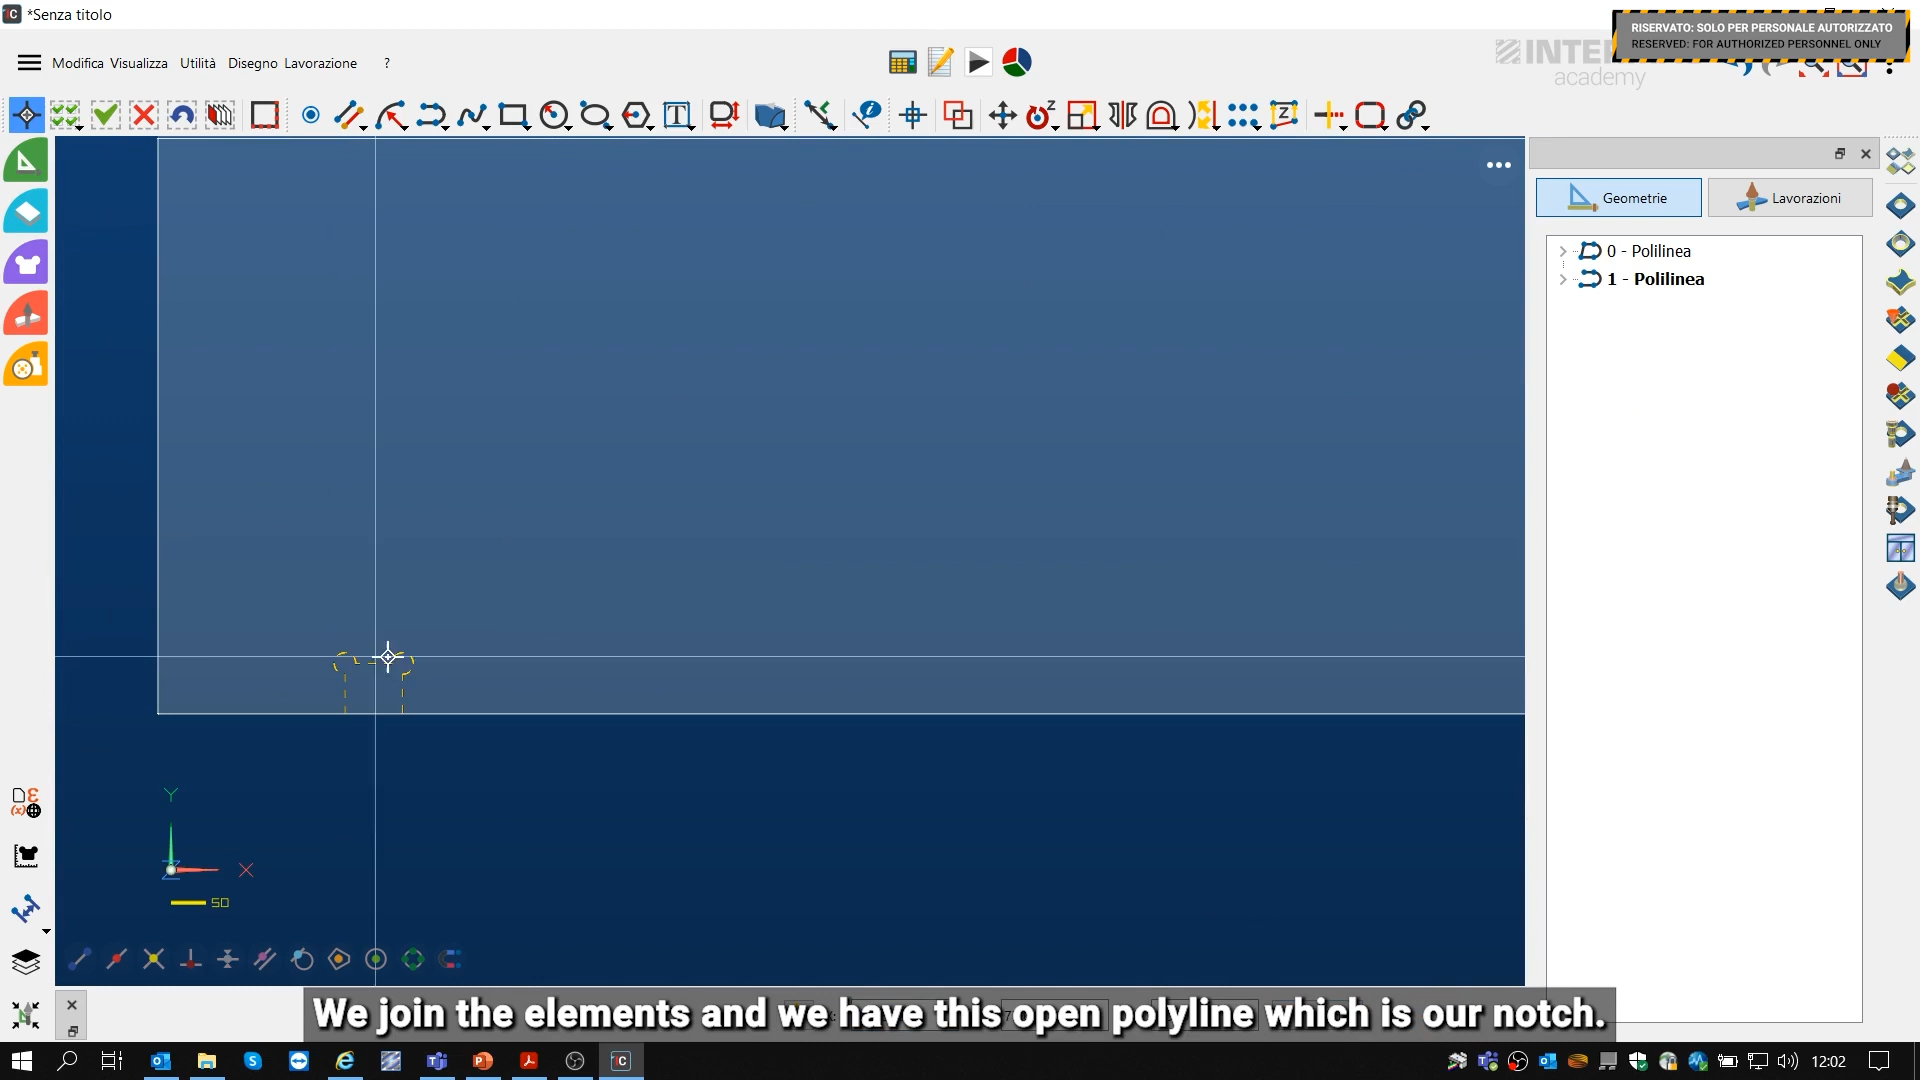 *Senza titolo
RISERVATO: SOLO PER PERSONALE AUTORIZZATO
RESERVED: FOR AUTHORIZED PERSONNEL ONLY
academy
Modifica Visualizza Utilità Disegno Lavorazione ?
Geometrie Lavorazioni
0 - Polilinea
1 - Polilinea
Y
X
Z
50
We join the elements and we have this open polyline which is our notch.
12:02